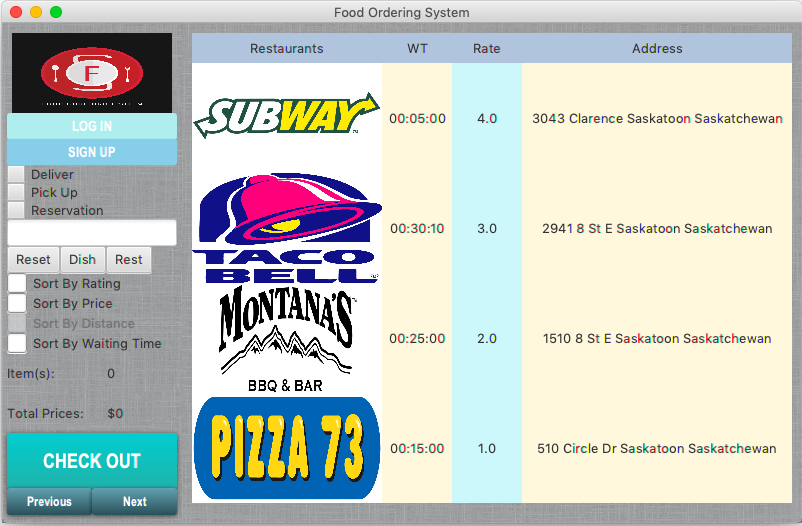 Food Ordering System
F
LOG IN
SIGN UP
Deliver
Pick Up
Reservation
Reset Dish Rest
Sort By Rating
Sort By Price
Sort By Distance
Sort By Waiting Time
Item(s): 0
Total Prices: $0
CHECK OUT
Previous Next
Restaurants WT Rate Address
SUBWAY 00:05:00 4.0 3043 Clarence Saskatoon Saskatchewan
TACO
BELL
00:30:10 3.0 2941 8 St E Saskatoon Saskatchewan
MONTANA'S
BBQ & BAR
00:25:00 2.0 1510 8 St E Saskatoon Saskatchewan
PIZZA 73 00:15:00 1.0 510 Circle Dr Saskatoon Saskatchewan